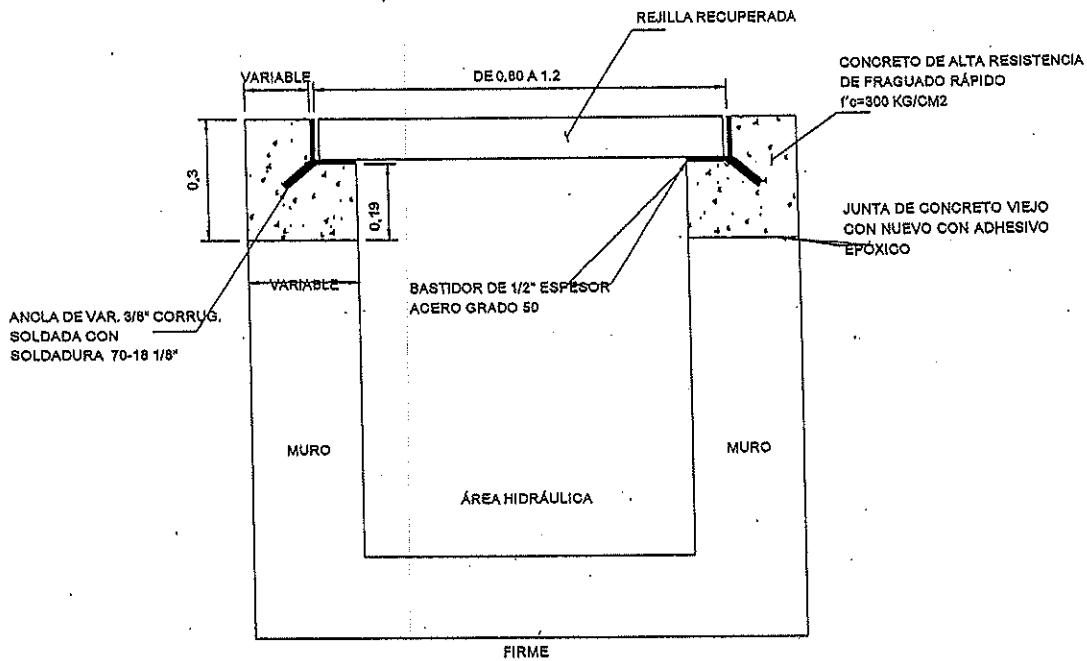 REJILLA RECUPERADA
CONCRETO DE ALTA RESISTENCIA
DE FRAGUADO RÁPIDO
f'c=300 KG/CM2
VARIABLE
DE 0,80 A 1.2
0,3
0,19
JUNTA DE CONCRETO VIEJO
CON NUEVO CON ADHESIVO
EPÓXICO
VARIABLE
BASTIDOR DE 1/2" ESPESOR
ACERO GRADO 50
ANCLA DE VAR. 3/8" CORRUG.
SOLDADA CON
SOLDADURA 70-18 1/8"
MURO
MURO
ÁREA HIDRÁULICA
FIRME